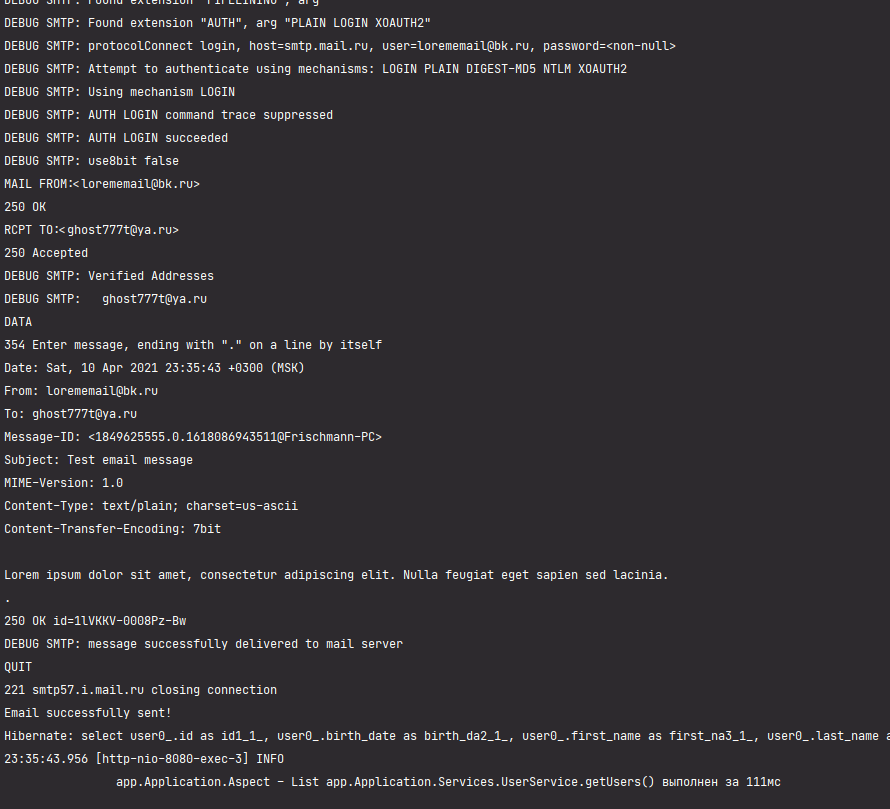 DEBUG SMTP: Found extension "PIPELINING", arg
DEBUG SMTP: Found extension "AUTH", arg "PLAIN LOGIN XOAUTH2"
DEBUG SMTP: protocolConnect login, host=smtp.mail.ru, user=lorememail@bk.ru, password=<non-null>
DEBUG SMTP: Attempt to authenticate using mechanisms: LOGIN PLAIN DIGEST-MD5 NTLM XOAUTH2
DEBUG SMTP: Using mechanism LOGIN
DEBUG SMTP: AUTH LOGIN command trace suppressed
DEBUG SMTP: AUTH LOGIN succeeded
DEBUG SMTP: use8bit false
MAIL FROM:<lorememail@bk.ru>
250 OK
RCPT TO:<ghost777t@ya.ru>
250 Accepted
DEBUG SMTP: Verified Addresses
DEBUG SMTP:   ghost777t@ya.ru
DATA
354 Enter message, ending with "." on a line by itself
Date: Sat, 10 Apr 2021 23:35:43 +0300 (MSK)
From: lorememail@bk.ru
To: ghost777t@ya.ru
Message-ID: <1849625555.0.1618086943511@Frischmann-PC>
Subject: Test email message
MIME-Version: 1.0
Content-Type: text/plain; charset=us-ascii
Content-Transfer-Encoding: 7bit

Lorem ipsum dolor sit amet, consectetur adipiscing elit. Nulla feugiat eget sapien sed lacinia.
.
250 OK id=1lVKKV-0008Pz-Bw
DEBUG SMTP: message successfully delivered to mail server
QUIT
221 smtp57.i.mail.ru closing connection
Email successfully sent!
Hibernate: select user0_.id as id1_1_, user0_.birth_date as birth_da2_1_, user0_.first_name as first_na3_1_, user0_.last_name a
23:35:43.956 [http-nio-8080-exec-3] INFO
app.Application.Aspect - List app.Application.Services.UserService.getUsers() выполнен за 111мс